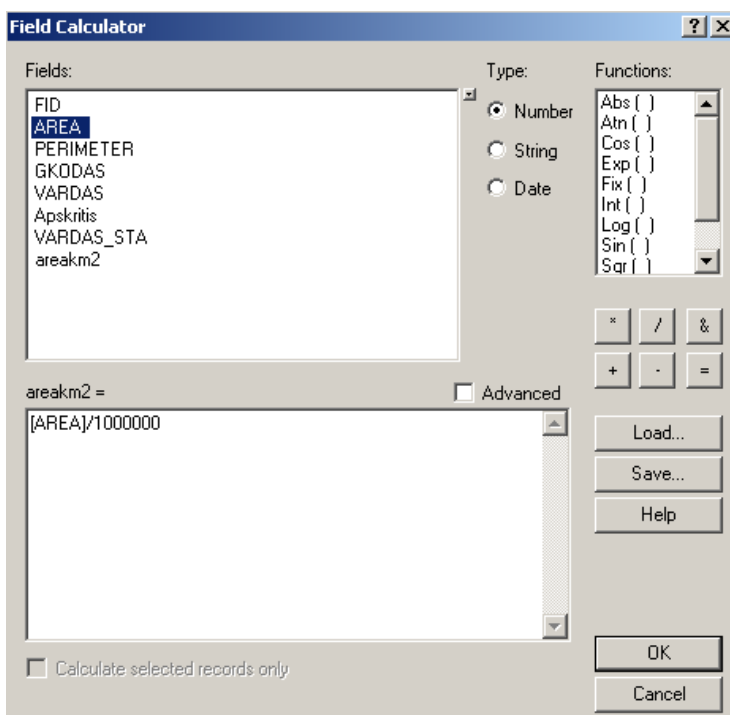 Field Calculator
Fields:
FID
AREA
PERIMETER
GKODAS
VARDAS
Apskritis
VARDAS_STA
areakm2
Type:
Number
String
Date
Functions:
Abs ( )
Atn ( )
Cos ( )
Exp ( )
Fix ( )
Int ( )
Log ( )
Sin ( )
Sqr ( )
* / &
+ - =
areakm2 =
Advanced
[AREA]/1000000
Load...
Save...
Help
Calculate selected records only
OK
Cancel